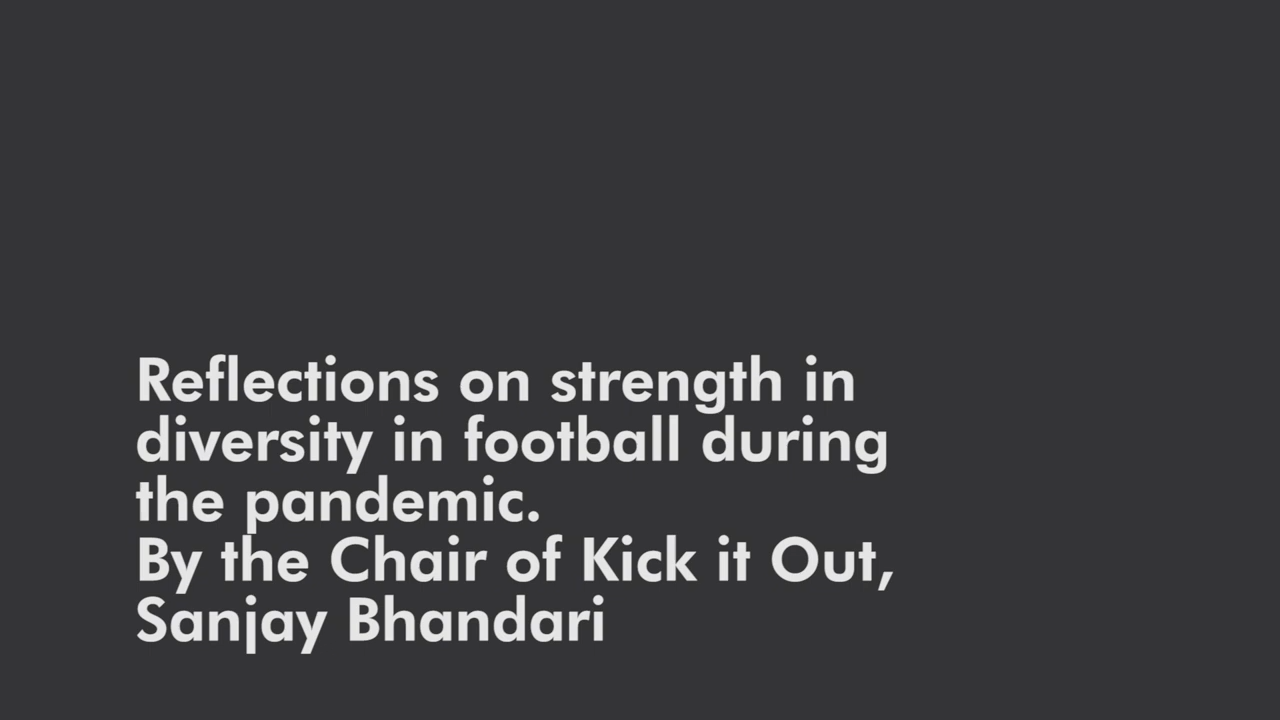 Reflections on strength in
diversity in football during
the pandemic.
By the Chair of Kick it Out,
Sanjay Bhandari